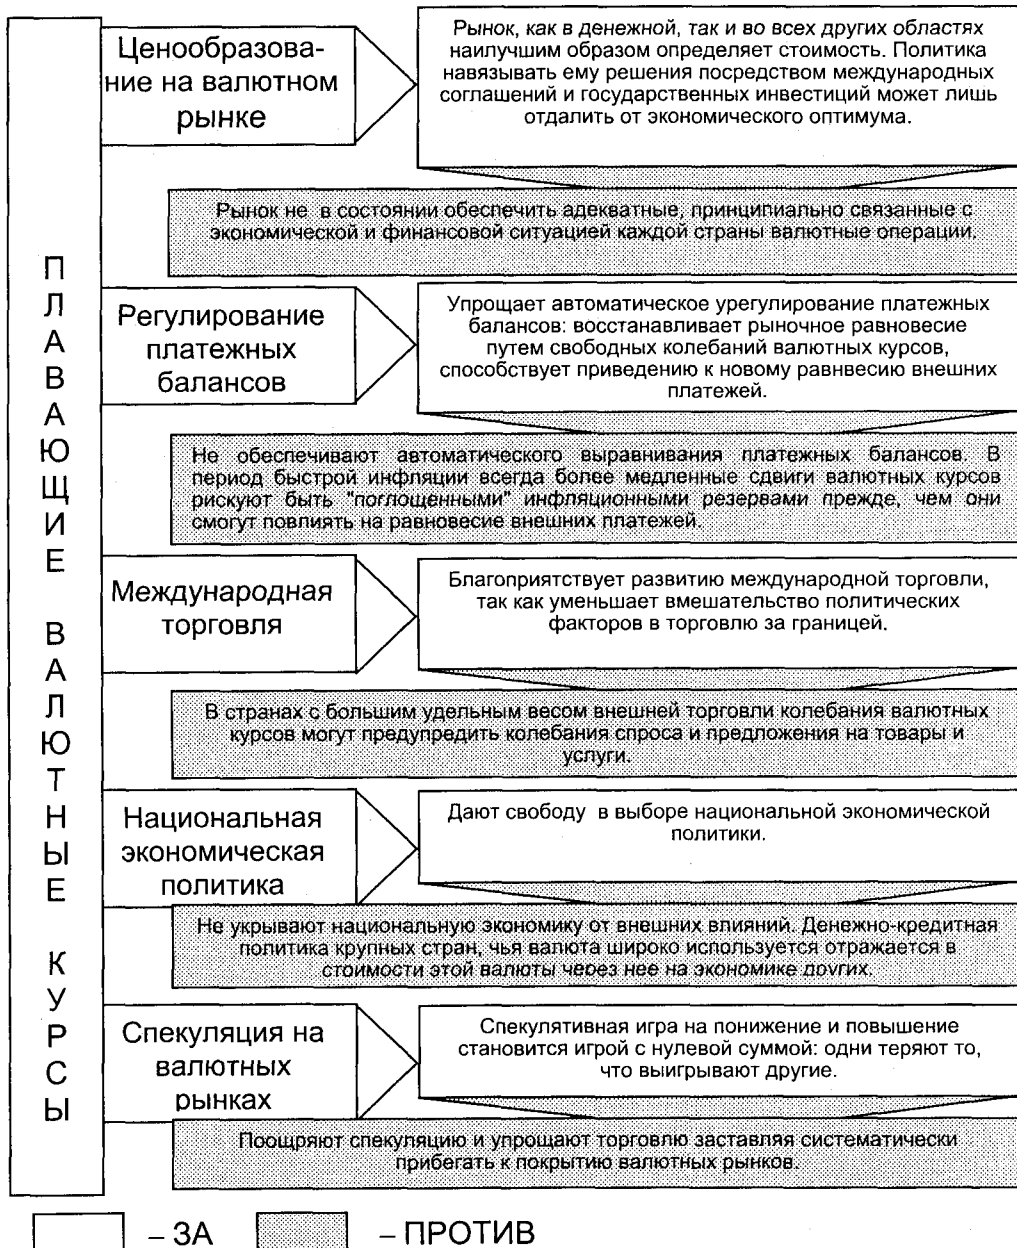 ПЛАВАЮЩИЕ ВАЛЮТНЫЕ КУРСЫ
Ценообразова-
ние на валютном
рынке
Рынок, как в денежной, так и во всех других областях
наилучшим образом определяет стоимость. Политика
навязывать ему решения посредством международных
соглашений и государственных инвестиций может лишь
отдалить от экономического оптимума.
Рынок не в состоянии обеспечить адекватные, принципиально связанные с
экономической и финансовой ситуацией каждой страны валютные операции.
Регулирование
платежных
балансов
Упрощает автоматическое урегулирование платежных
балансов: восстанавливает рыночное равновесие
путем свободных колебаний валютных курсов,
способствует приведению к новому равнвесию внешних
платежей.
Не обеспечивают автоматического выравнивания платежных балансов. В
период быстрой инфляции всегда более медленные сдвиги валютных курсов
рискуют быть "поглощенными" инфляционными резервами прежде, чем они
смогут повлиять на равновесие внешних платежей.
Международная
торговля
Благоприятствует развитию международной торговли,
так как уменьшает вмешательство политических
факторов в торговлю за границей.
В странах с большим удельным весом внешней торговли колебания валютных
курсов могут предупредить колебания спроса и предложения на товары и
услуги.
Национальная
экономическая
политика
Дают свободу в выборе национальной экономической
политики.
Не укрывают национальную экономику от внешних влияний. Денежно-кредитная
политика крупных стран, чья валюта широко используется отражается в
стоимости этой валюты через нее на экономике других.
Спекуляция на
валютных
рынках
Спекулятивная игра на понижение и повышение
становится игрой с нулевой суммой: одни теряют то,
что выигрывают другие.
Поощряют спекуляцию и упрощают торговлю заставляя систематически
прибегать к покрытию валютных рынков.
– ЗА – ПРОТИВ